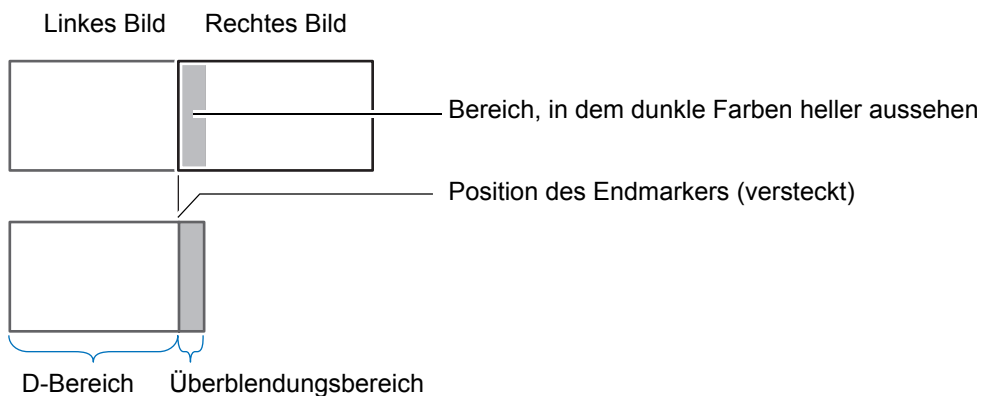 Linkes Bild Rechtes Bild
Bereich, in dem dunkle Farben heller aussehen
Position des Endmarkers (versteckt)
D-Bereich Überblendungsbereich